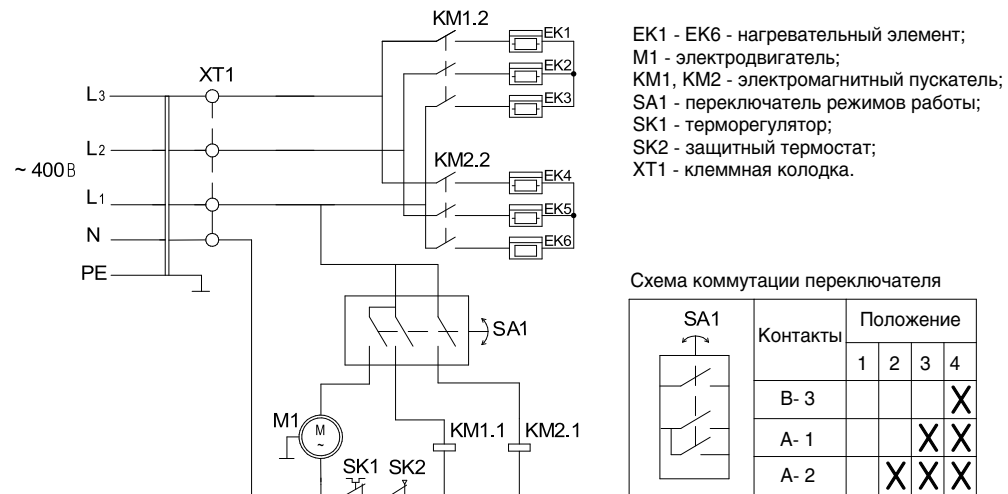 KM1.2
EK1
EK2
EK3
XT1
L3
L2
~ 400В
L1
N
PE
KM2.2
EK4
EK5
EK6
SA1
M1
M
~
KM1.1
KM2.1
SK1
SK2
EK1 - EK6 - нагревательный элемент;
M1 - электродвигатель;
KM1, KM2 - электромагнитный пускатель;
SA1 - переключатель режимов работы;
SK1 - терморегулятор;
SK2 - защитный термостат;
XT1 - клеммная колодка.
Схема коммутации переключателя
SA1
Контакты
Положение
1 2 3 4
B- 3 X
A- 1 X X
A- 2 X X X